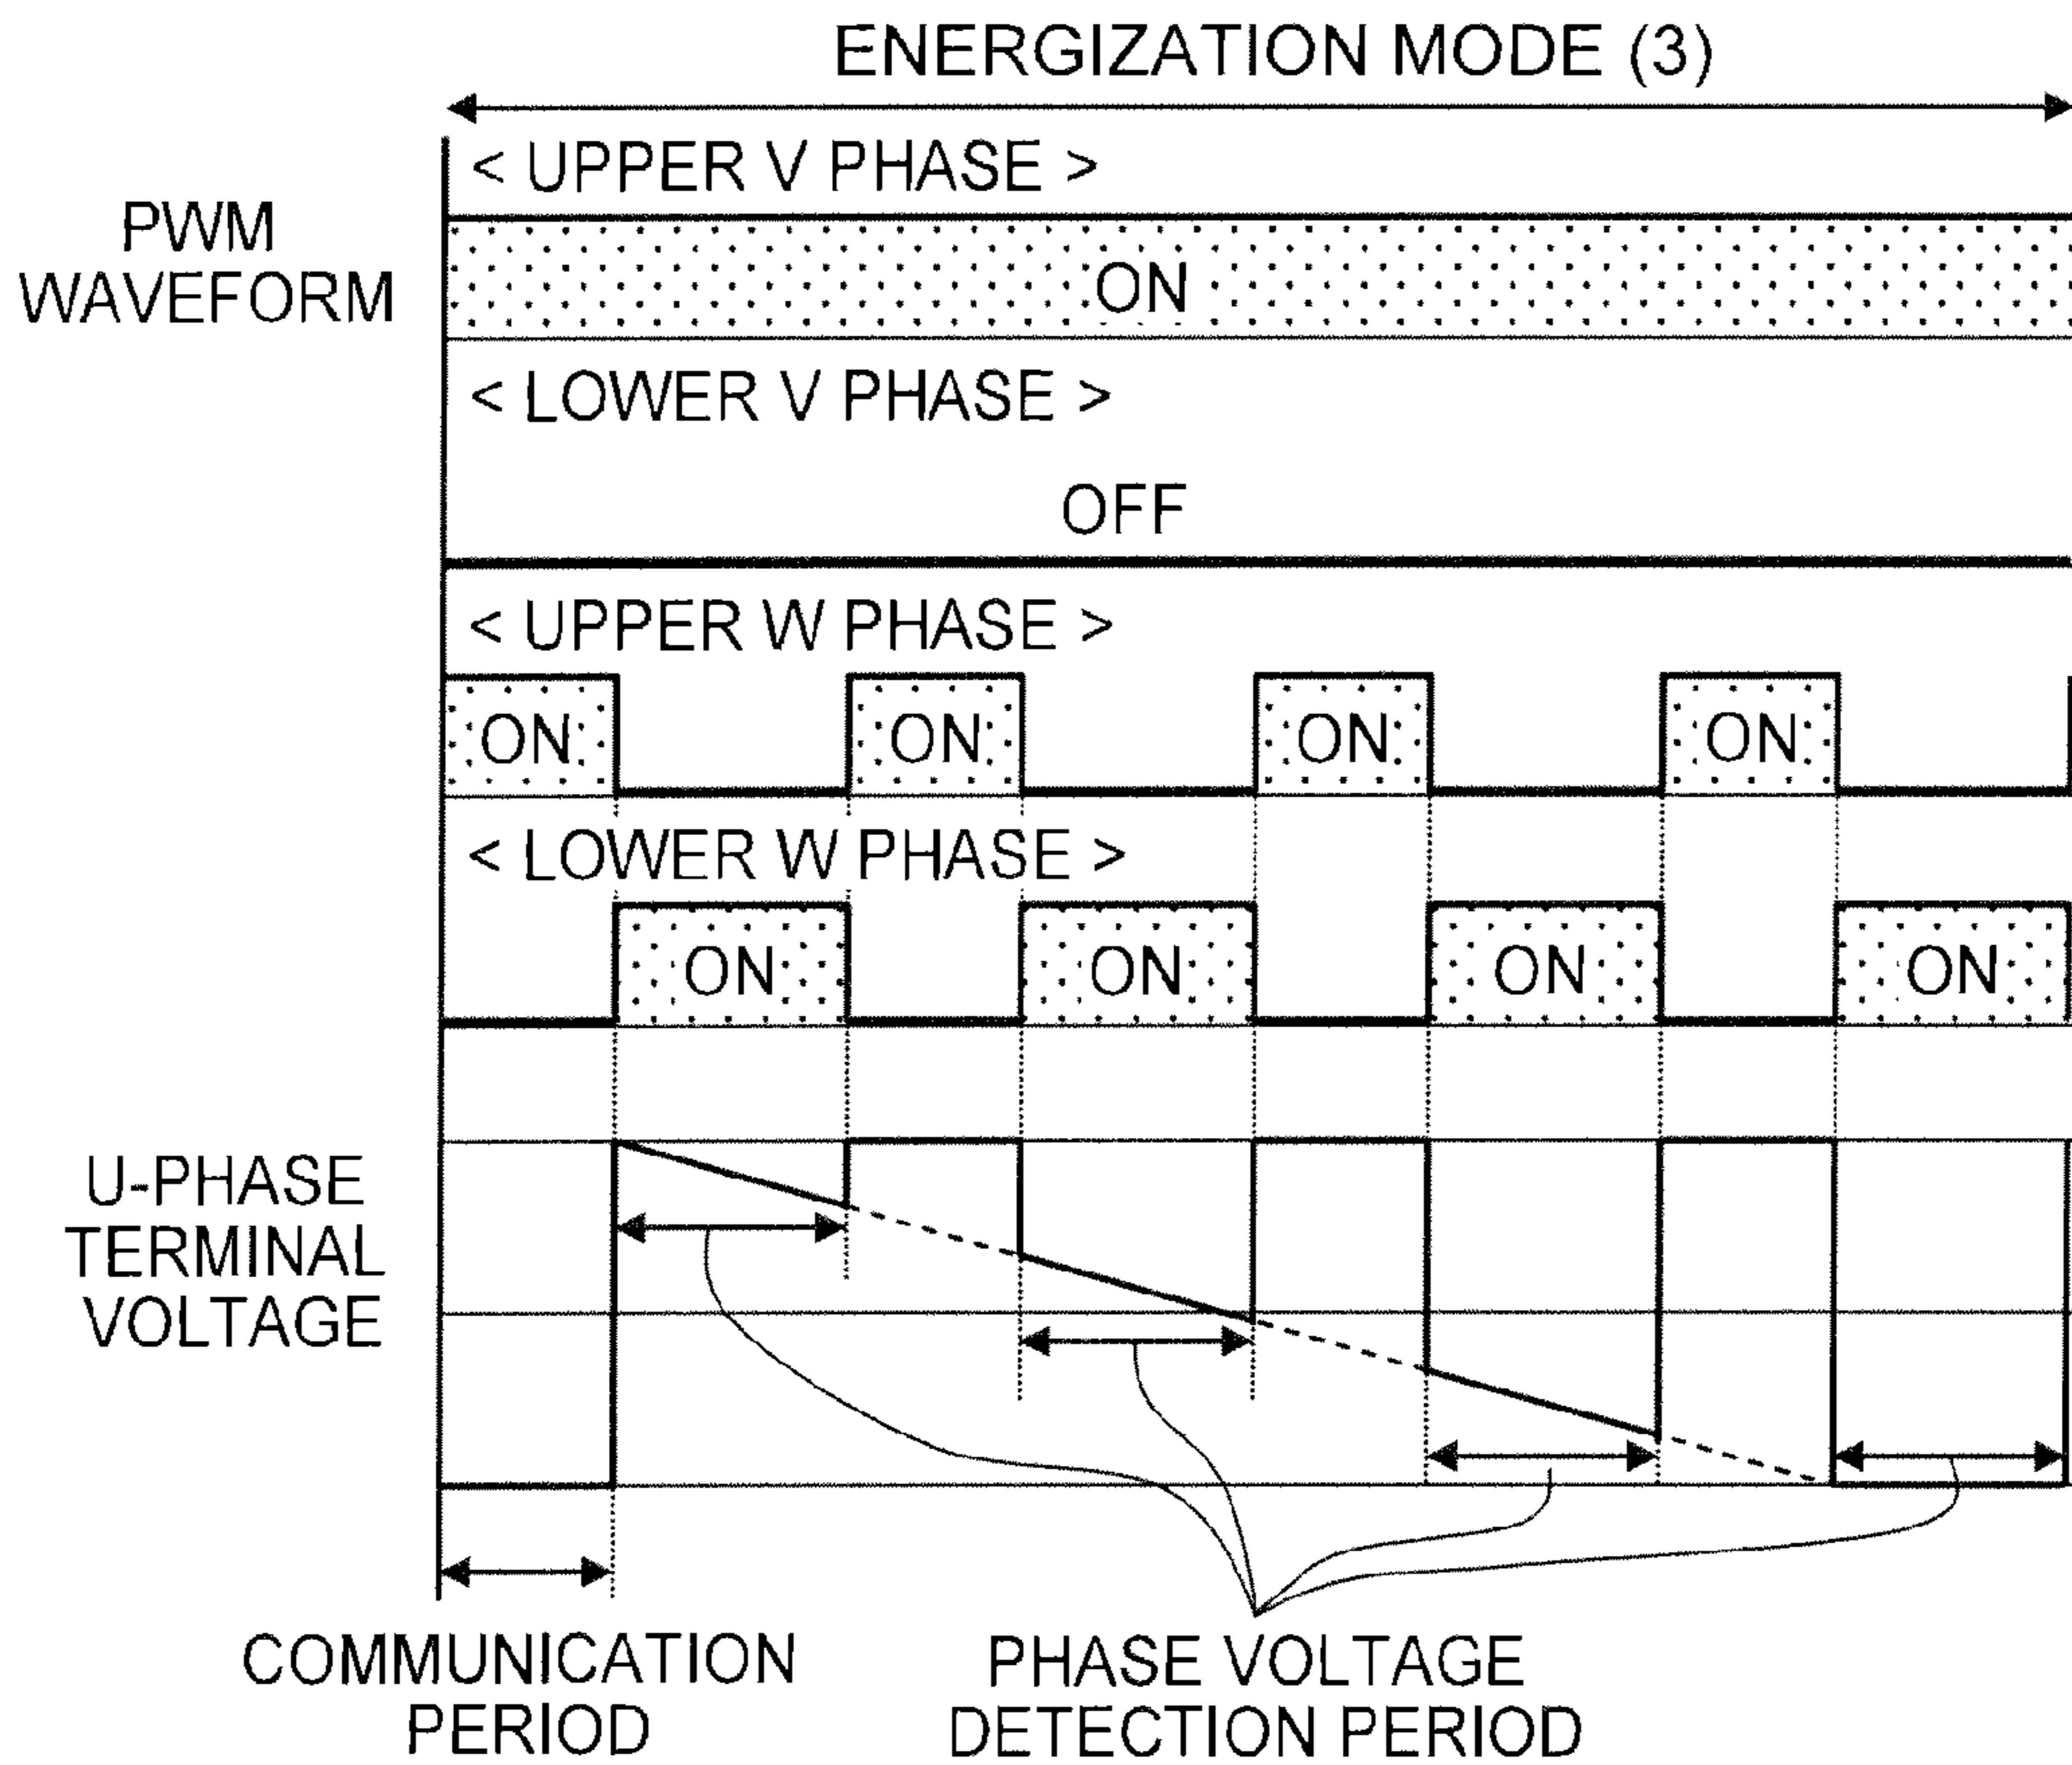 ENERGIZATION MODE (3)
< UPPER V PHASE >
PWM
WAVEFORM
ON
< LOWER V PHASE >
OFF
< UPPER W PHASE >
ON ON ON ON
< LOWER W PHASE >
ON ON ON ON
U-PHASE
TERMINAL
VOLTAGE
COMMUNICATION
PERIOD
PHASE VOLTAGE
DETECTION PERIOD